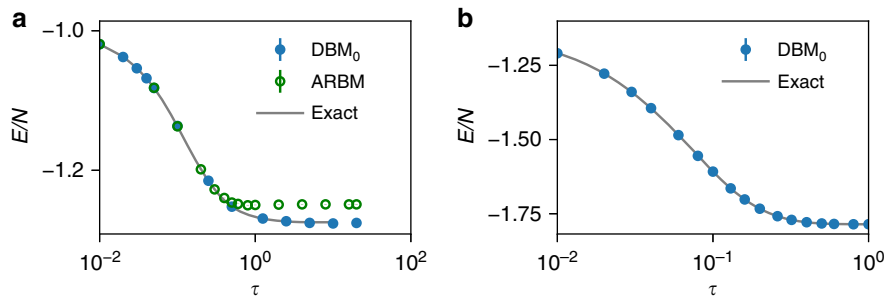 a
−1.0
−1.2
E/N
DBM₀
ARBM
Exact
10⁻² 10⁰ 10²
τ
b
−1.25
−1.50
−1.75
E/N
DBM₀
Exact
10⁻² 10⁻¹ 10⁰
τ